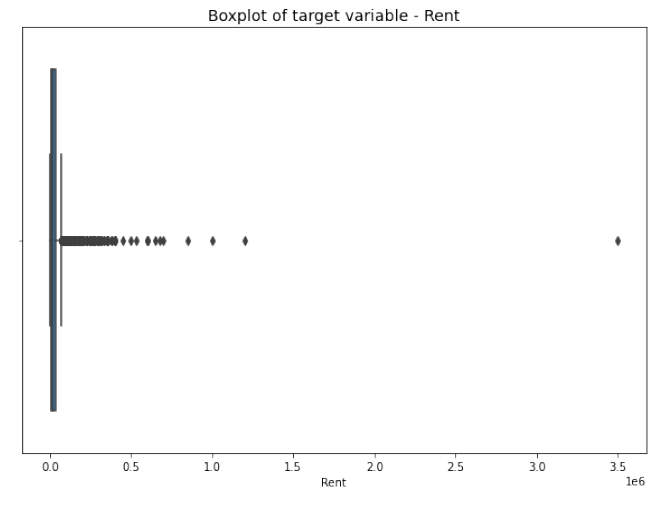 Boxplot of target variable - Rent
0.0 0.5 1.0 1.5 2.0 2.5 3.0 3.5
1e6
Rent